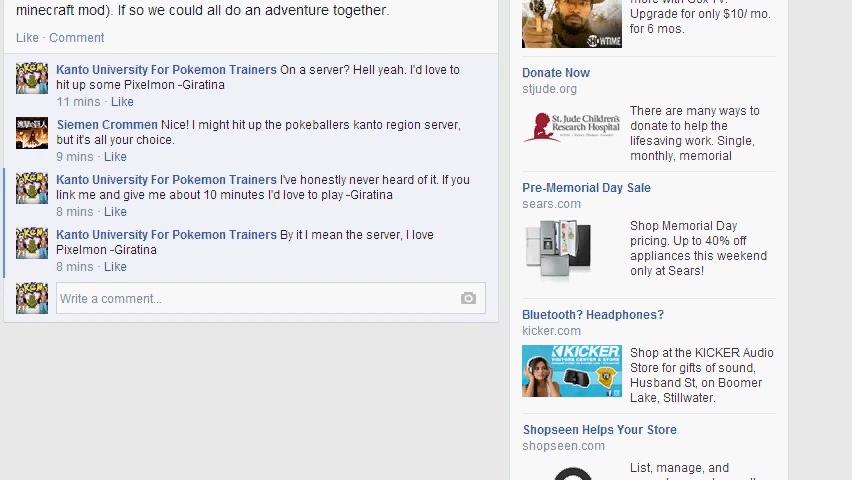 minecraft mod). If so we could all do an adventure together.
Like · Comment
Kanto University For Pokemon Trainers On a server? Hell yeah. I'd love to
hit up some Pixelmon -Giratina
11 mins · Like
Siemen Crommen Nice! I might hit up the pokeballers kanto region server,
but it's all your choice.
9 mins · Like
Kanto University For Pokemon Trainers I've honestly never heard of it. If you
link me and give me about 10 minutes I'd love to play -Giratina
8 mins · Like
Kanto University For Pokemon Trainers By it I mean the server, I love
Pixelmon -Giratina
8 mins · Like
Write a comment...
Upgrade for only $10/ mo.
for 6 mos.
SHOWTIME
Donate Now
stjude.org
St. Jude Children's
Research Hospital
There are many ways to
donate to help the
lifesaving work. Single,
monthly, memorial
Pre-Memorial Day Sale
sears.com
Shop Memorial Day
pricing. Up to 40% off
appliances this weekend
only at Sears!
Bluetooth? Headphones?
kicker.com
KICKER
Shop at the KICKER Audio
Store for gifts of sound,
Husband St, on Boomer
Lake, Stillwater.
Shopseen Helps Your Store
shopseen.com
List, manage, and